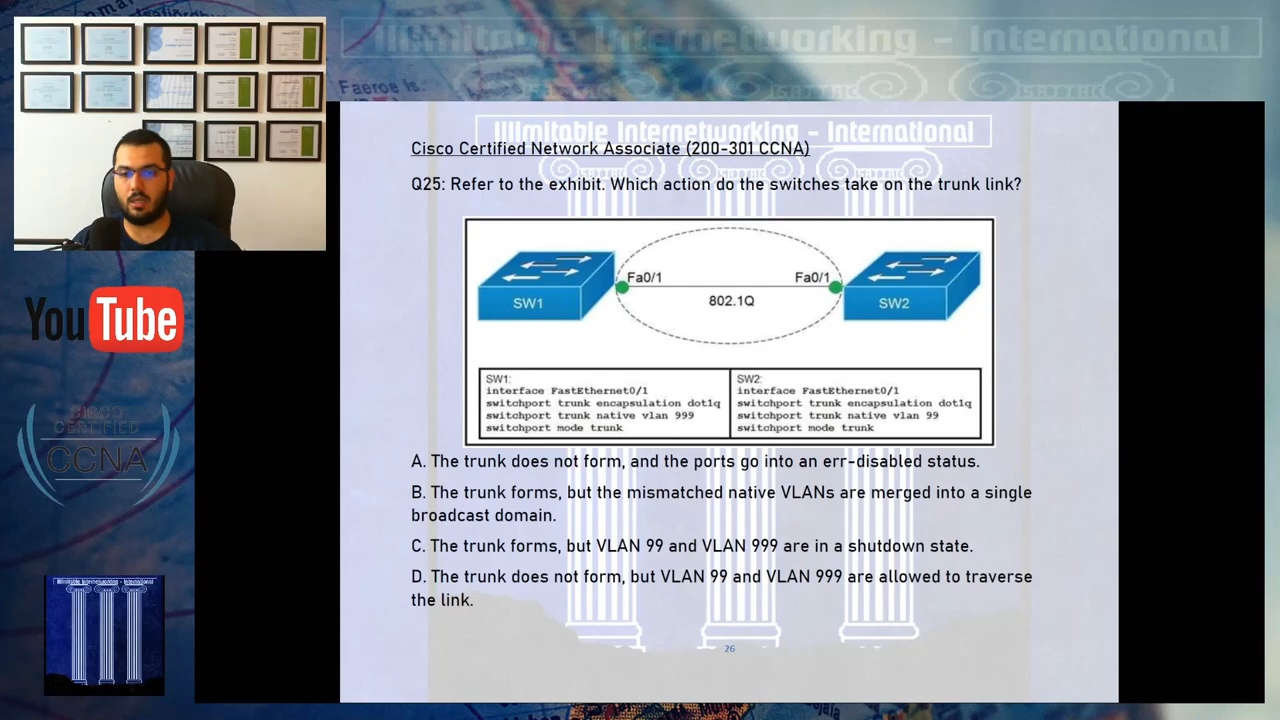 Illimitable Internetworking - International
Faeroe Is.
Illimitable Internetworking - International
Cisco Certified Network Associate (200-301 CCNA)
Q25: Refer to the exhibit. Which action do the switches take on the trunk link?
Fa0/1
Fa0/1
SW1
802.1Q
SW2
SW1:
interface FastEthernet0/1
switchport trunk encapsulation dot1q
switchport trunk native vlan 999
switchport mode trunk
SW2:
interface FastEthernet0/1
switchport trunk encapsulation dot1q
switchport trunk native vlan 99
switchport mode trunk
A. The trunk does not form, and the ports go into an err-disabled status.
B. The trunk forms, but the mismatched native VLANs are merged into a single
broadcast domain.
C. The trunk forms, but VLAN 99 and VLAN 999 are in a shutdown state.
D. The trunk does not form, but VLAN 99 and VLAN 999 are allowed to traverse
the link.
26
YouTube
CISCO
CERTIFIED
CCNA
Illimitable Internetworking - International